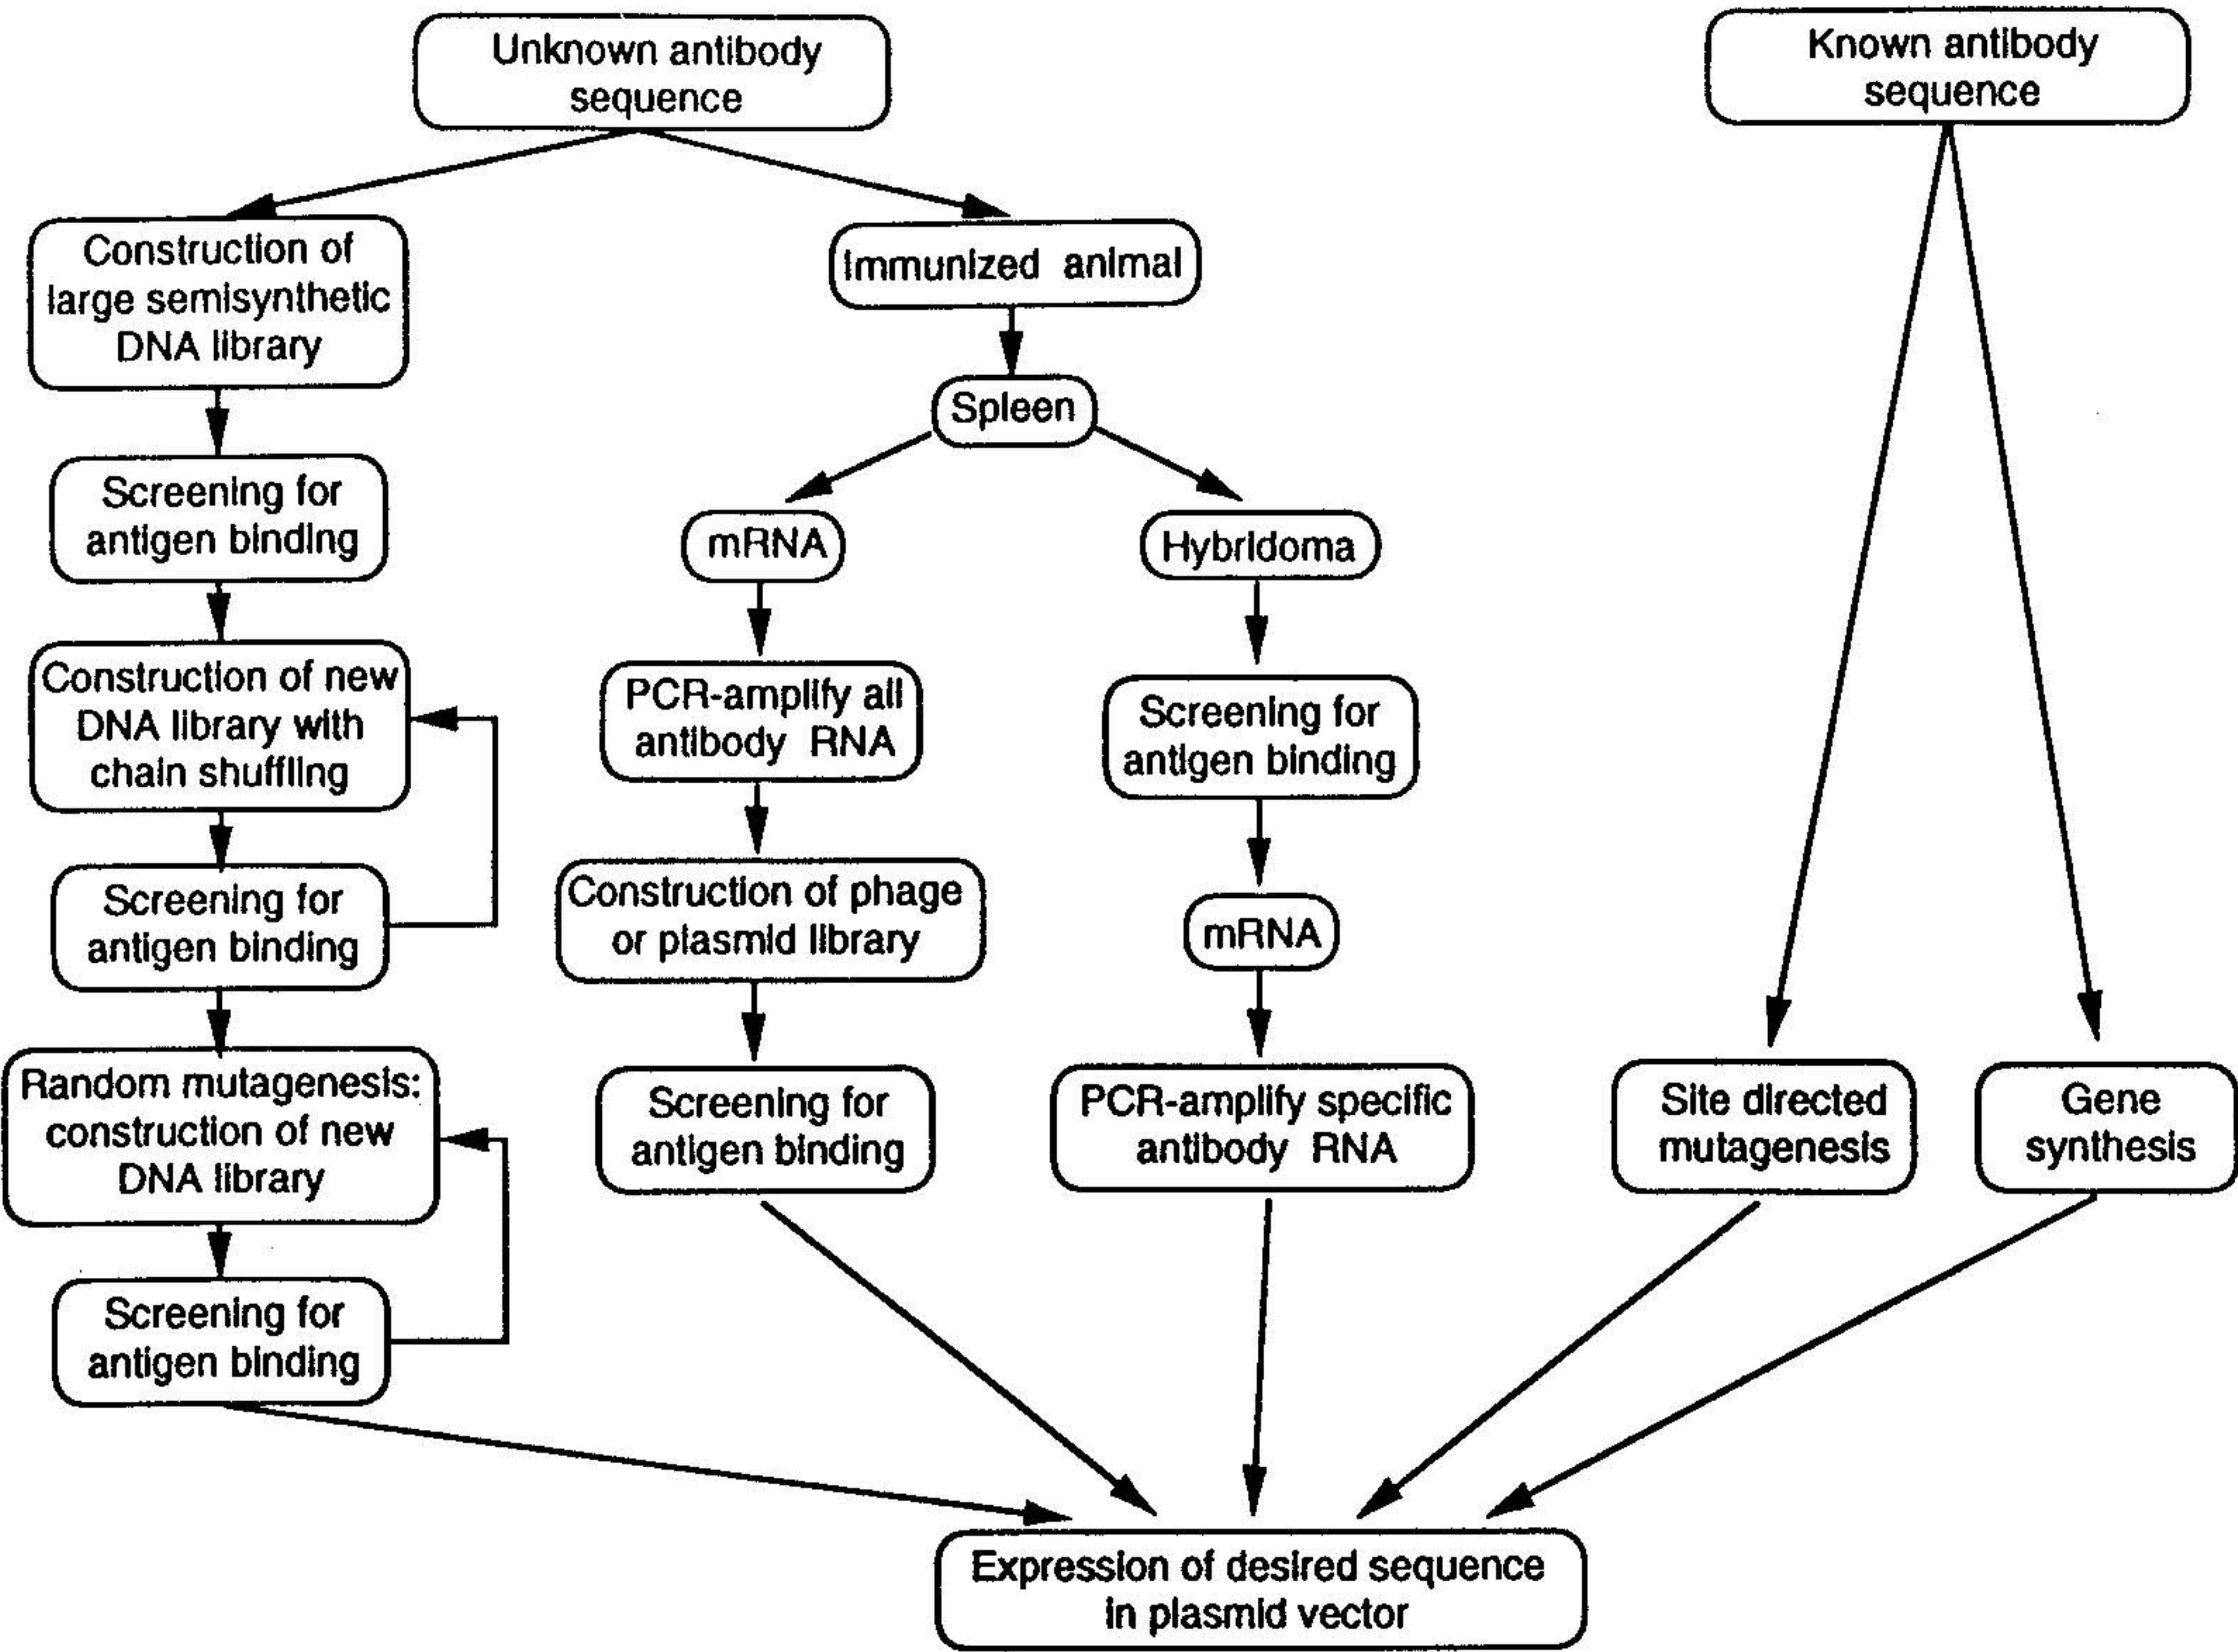 Unknown antibody
sequence
Known antibody
sequence
Construction of
large semisynthetic
DNA library
Immunized animal
Spleen
Screening for
antigen binding
mRNA
Hybridoma
Construction of new
DNA library with
chain shuffling
PCR-amplify all
antibody RNA
Screening for
antigen binding
Screening for
antigen binding
Construction of phage
or plasmid library
mRNA
Random mutagenesis:
construction of new
DNA library
Screening for
antigen binding
PCR-amplify specific
antibody RNA
Site directed
mutagenesis
Gene
synthesis
Screening for
antigen binding
Expression of desired sequence
in plasmid vector